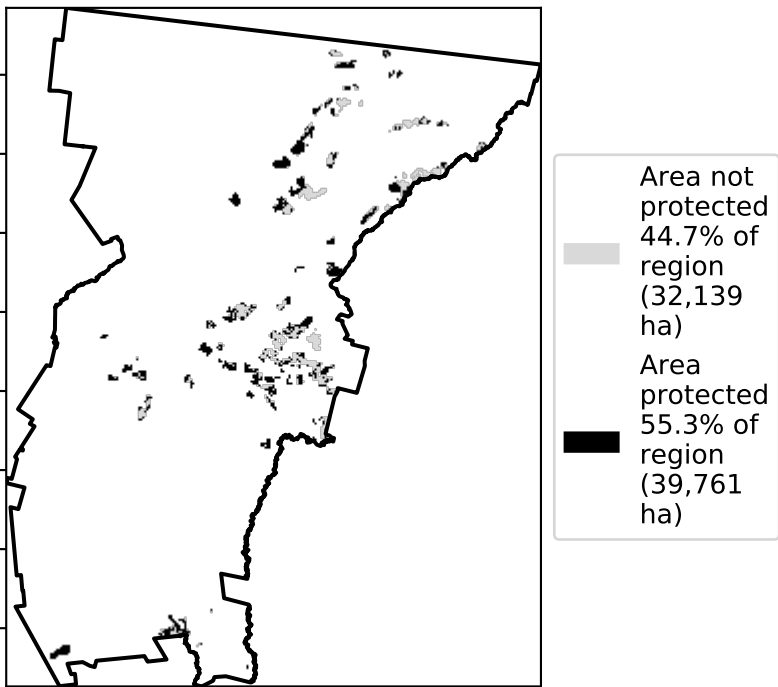 Area not
protected
44.7% of
region
(32,139
ha)
Area
protected
55.3% of
region
(39,761
ha)